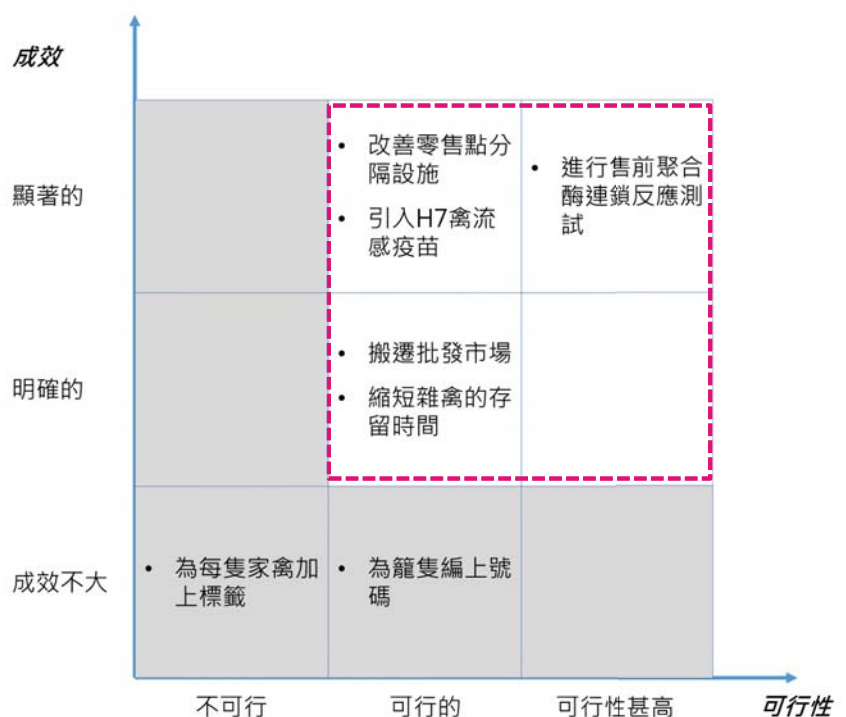 成效
顯著的
• 改善零售點分
隔設施
• 引入H7禽流
感疫苗
• 進行售前聚合
酶連鎖反應測
試
明確的
• 搬遷批發市場
• 縮短雜禽的存
留時間
成效不大
• 為每隻家禽加
上標籤
• 為籠隻編上號
碼
不可行
可行的
可行性甚高
可行性